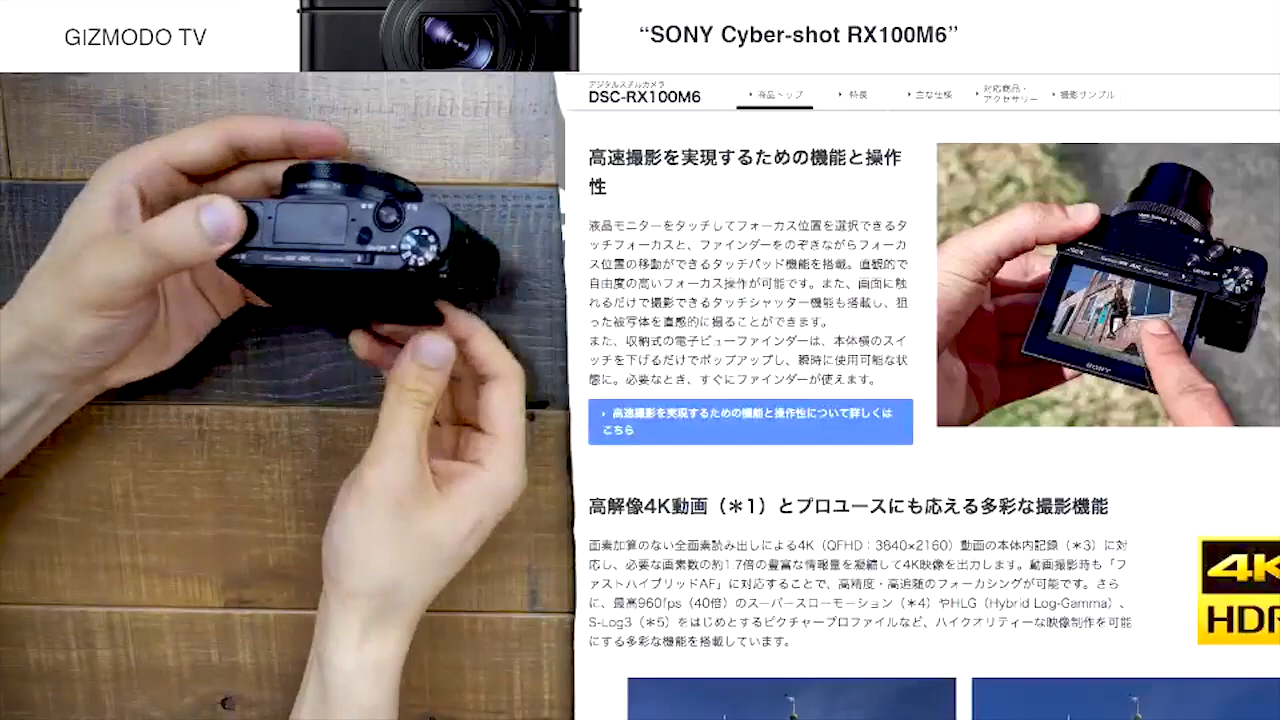 GIZMODO TV
“SONY Cyber-shot RX100M6”
デジタルスチルカメラ
DSC-RX100M6
商品トップ
特長
主な仕様
対応商品・
アクセサリー
撮影サンプル
高速撮影を実現するための機能と操作
性
液晶モニターをタッチしてフォーカス位置を選択できるタ
ッチフォーカスと、ファインダーをのぞきながらフォーカ
ス位置の移動ができるタッチパッド機能を搭載。直観的で
自由度の高いフォーカス操作が可能です。また、画面に触
れるだけで撮影できるタッチシャッター機能も搭載し、狙
った被写体を直感的に撮ることができます。
また、収納式の電子ビューファインダーは、本体横のスイ
ッチを下げるだけでポップアップし、瞬時に使用可能な状
態に。必要なとき、すぐにファインダーが使えます。
高速撮影を実現するための機能と操作性について詳しくは
こちら
SONY
高解像4K動画（＊1）とプロユースにも応える多彩な撮影機能
画素加算のない全画素読み出しによる4K（QFHD：3840×2160）動画の本体内記録（＊3）に対
応し、必要な画素数の約1.7倍の豊富な情報量を凝縮して4K映像を出力します。動画撮影時も「フ
ァストハイブリッドAF」に対応することで、高精度・高追随のフォーカシングが可能です。さら
に、最高960fps（40倍）のスーパースローモーション（＊4）やHLG（Hybrid Log-Gamma）、
S-Log3（＊5）をはじめとするピクチャープロファイルなど、ハイクオリティーな映像制作を可能
にする多彩な機能を搭載しています。
4K
HDR